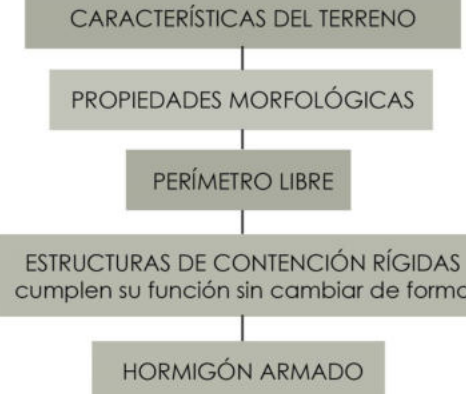 CARACTERÍSTICAS DEL TERRENO
PROPIEDADES MORFOLÓGICAS
PERÍMETRO LIBRE
ESTRUCTURAS DE CONTENCIÓN RÍGIDAS
cumplen su función sin cambiar de forma
HORMIGÓN ARMADO